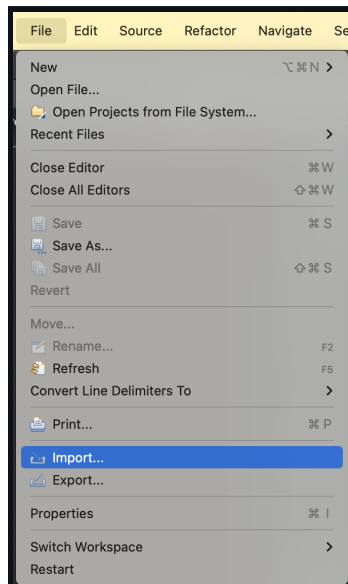 File Edit Source Refactor Navigate Se
New ⌥⌘N >
Open File...
Open Projects from File System...
Recent Files >
Close Editor ⌘W
Close All Editors ⇧⌘W
Save ⌘S
Save As...
Save All ⇧⌘S
Revert
Move...
Rename... F2
Refresh F5
Convert Line Delimiters To >
Print... ⌘P
Import...
Export...
Properties ⌘I
Switch Workspace >
Restart